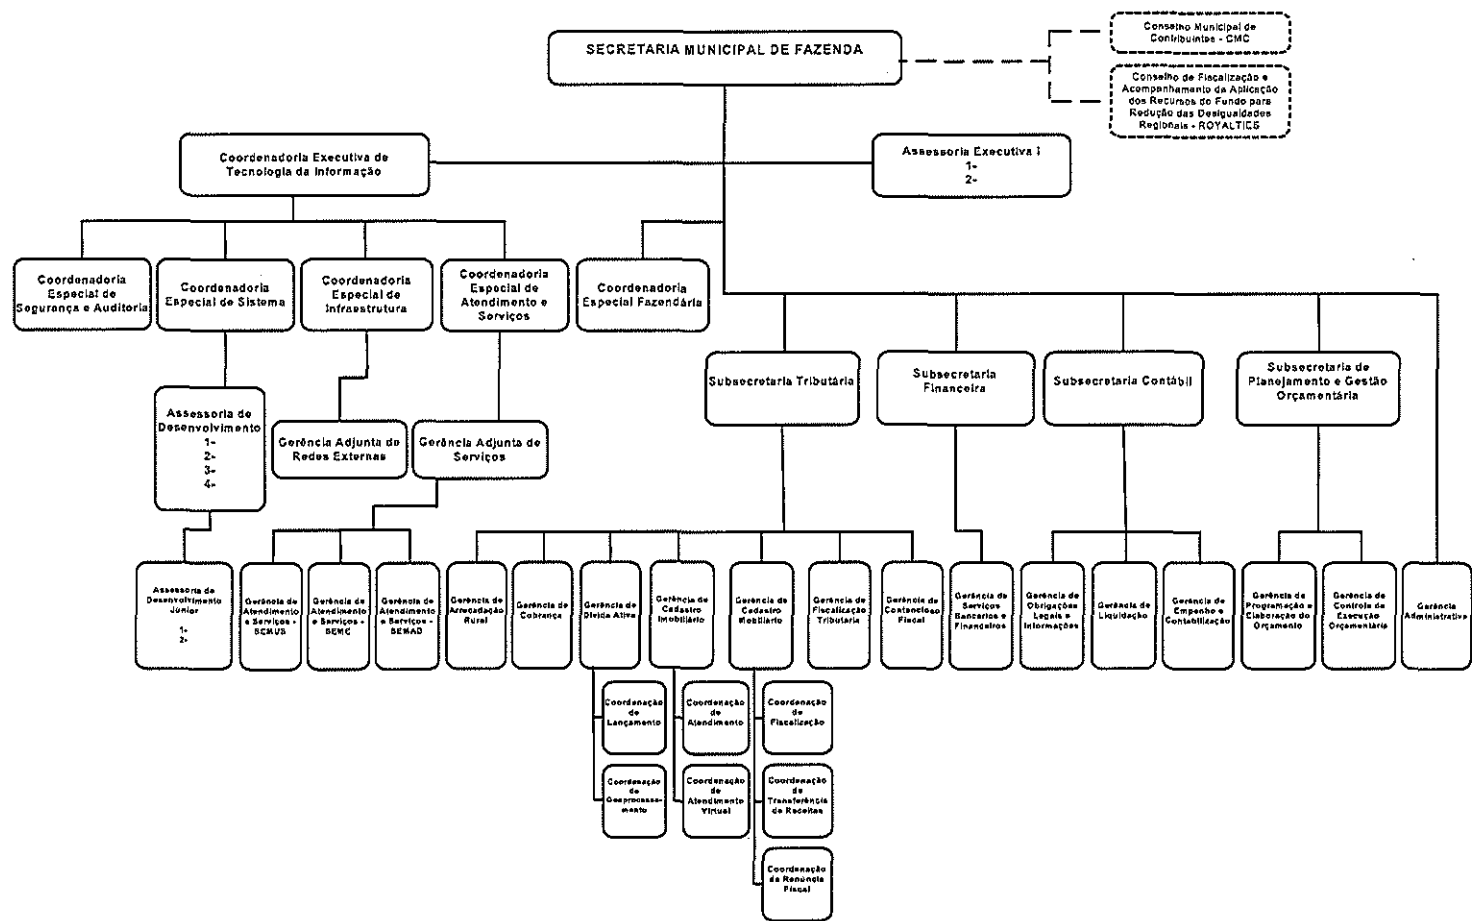 SECRETARIA MUNICIPAL DE FAZENDA
Conselho Municipal de
Contribuintes - CMC
Conselho de Fiscalização e
Acompanhamento da Aplicação
dos Recursos do Fundo para
Redução das Desigualdades
Regionais - ROYALTIES
Coordenadoria Executiva de
Tecnologia da Informação
Assessoria Executiva I
1-
2-
Coordenadoria
Especial de
Segurança e Auditoria
Coordenadoria
Especial de Sistema
Coordenadoria
Especial de
Infraestrutura
Coordenadoria
Especial de
Atendimento e
Serviços
Coordenadoria
Especial Fazendária
Subsecretaria Tributária
Subsecretaria
Financeira
Subsecretaria Contábil
Subsecretaria de
Planejamento e Gestão
Orçamentária
Assessoria de
Desenvolvimento
1-
2-
3-
4-
Gerência Adjunta de
Redes Externas
Gerência Adjunta de
Serviços
Assessoria de
Desenvolvimento
Júnior
1-
2-
Gerência de
Atendimento
e Serviços -
SEMUS
Gerência de
Atendimento
e Serviços -
SEMC
Gerência de
Atendimento
e Serviços -
SEMAD
Gerência de
Arrecadação
Rural
Gerência de
Cobrança
Gerência de
Dívida Ativa
Gerência de
Cadastro
Imobiliário
Gerência de
Cadastro
Mobiliário
Gerência de
Fiscalização
Tributária
Gerência de
Contencioso
Fiscal
Gerência de
Serviços
Bancários e
Financeiros
Gerência de
Obrigações
Legais e
Informações
Gerência de
Liquidação
Gerência de
Empenho e
Contabilização
Gerência de
Programação e
Elaboração do
Orçamento
Gerência de
Controle da
Execução
Orçamentária
Gerência
Administrativa
Coordenação
de
Lançamento
Coordenação
de
Atendimento
Coordenação
de
Fiscalização
Coordenação
de
Geoprocessa-
mento
Coordenação
de
Atendimento
Virtual
Coordenação
de
Transferência
de Receitas
Coordenação
de Renúncia
Fiscal